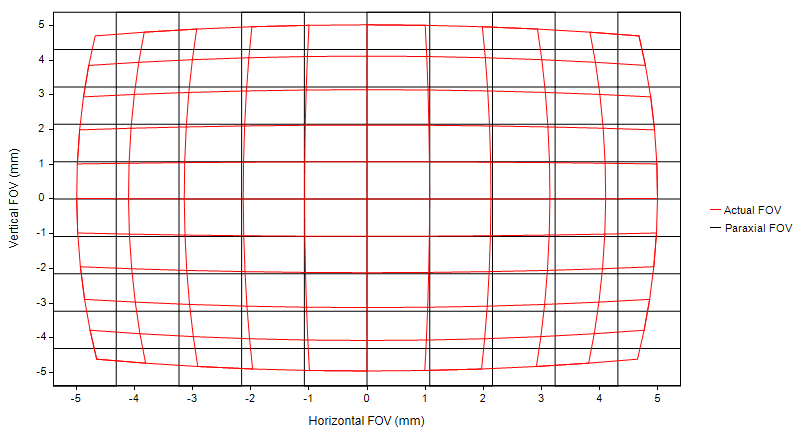 5
4
3
2
1
0
-1
-2
-3
-4
-5
Vertical FOV (mm)
-5 -4 -3 -2 -1 0 1 2 3 4 5
Horizontal FOV (mm)
Actual FOV
Paraxial FOV